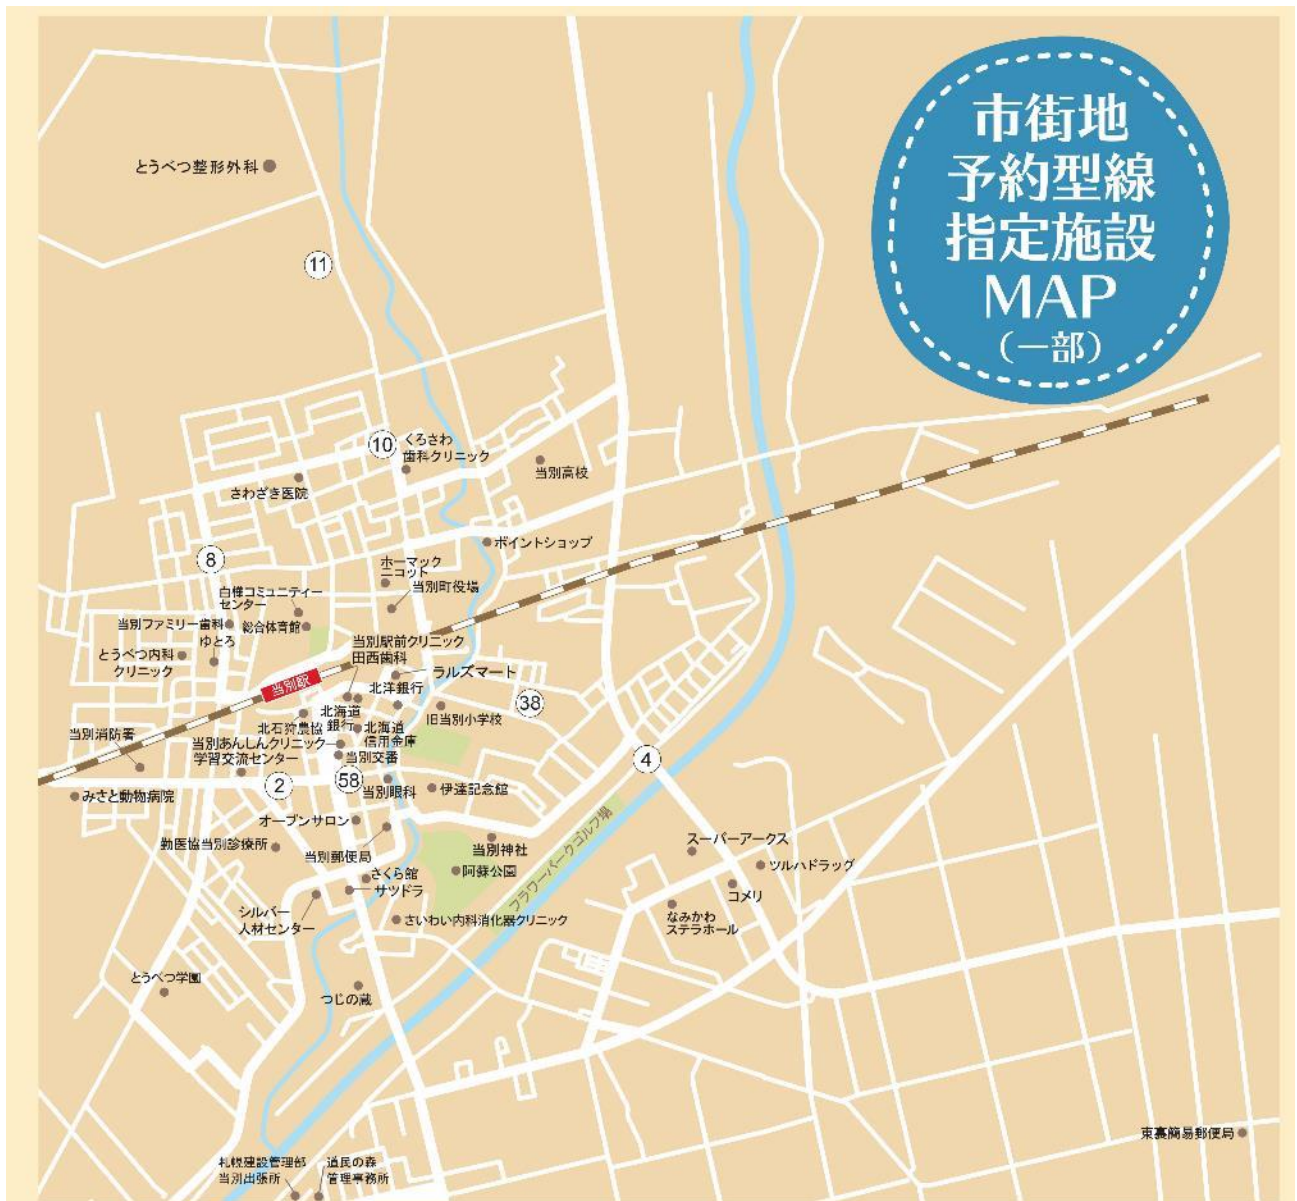 市街地
予約型線
指定施設
MAP
（一部）
とうべつ整形外科
11
10
くろさわ
歯科クリニック
さわざき医院
当別高校
8
ポイントショップ
ホーマック
ニコット
当別町役場
白樺コミュニティー
センター
当別ファミリー歯科
総合体育館
ゆとろ
とうべつ内科
クリニック
当別駅前クリニック
田西歯科
ラルズマート
当別駅
北洋銀行
38
北海道
銀行
旧当別小学校
北石狩農協
北海道
信用金庫
当別消防署
当別あんしんクリニック
学習交流センター
当別交番
4
2
58
みさと動物病院
当別眼科
伊達記念館
オープンサロン
フラワーパークゴルフ場
勤医協当別診療所
当別郵便局
当別神社
スーパーアークス
ツルハドラッグ
さくら館
阿蘇公園
サツドラ
コメリ
シルバー
人材センター
さいわい内科消化器クリニック
なみかわ
ステラホール
とうべつ学園
つじの蔵
東裏簡易郵便局
札幌建設管理部
当別出張所
道民の森
管理事務所